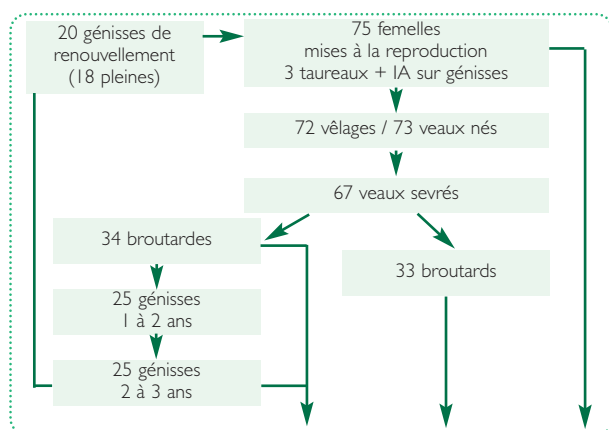 20 génisses de
renouvellement
(18 pleines)
75 femelles
mises à la reproduction
3 taureaux + IA sur génisses
72 vêlages / 73 veaux nés
67 veaux sevrés
34 broutardes
33 broutards
25 génisses
1 à 2 ans
25 génisses
2 à 3 ans